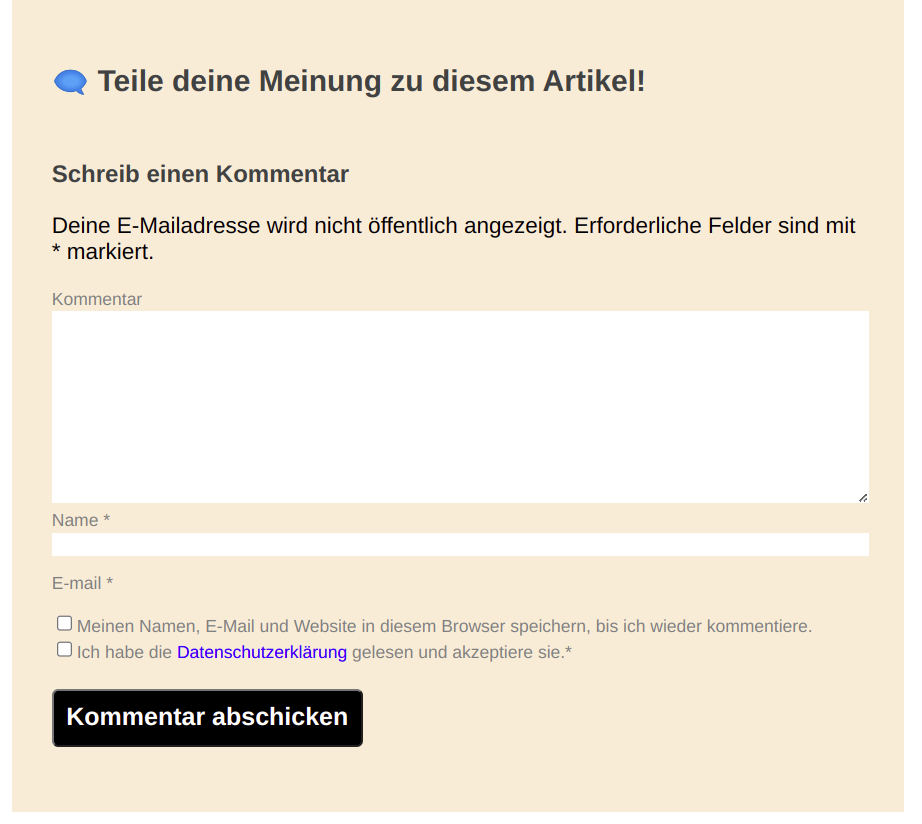 Teile deine Meinung zu diesem Artikel!
Schreib einen Kommentar
Deine E-Mailadresse wird nicht öffentlich angezeigt. Erforderliche Felder sind mit
* markiert.
Kommentar
Name *
E-mail *
Meinen Namen, E-Mail und Website in diesem Browser speichern, bis ich wieder kommentiere.
Ich habe die Datenschutzerklärung gelesen und akzeptiere sie.*
Kommentar abschicken